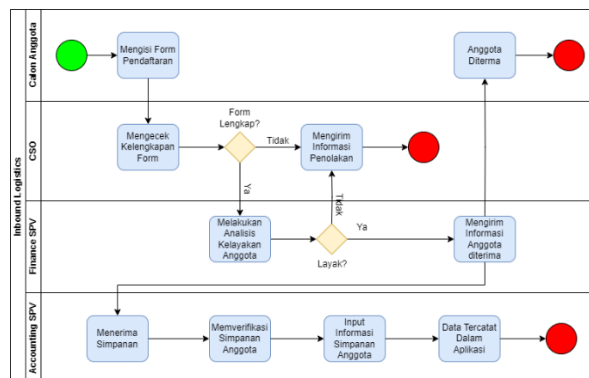 Inbound Logistics
Calon Anggota
Mengisi Form
Pendaftaran
Anggota
Diterma
CSO
Mengecek
Kelengkapan
Form
Form
Lengkap?
Tidak
Mengirim
Informasi
Penolakan
Ya
Tidak
Finance SPV
Melakukan
Analisis
Kelayakan
Anggota
Layak?
Ya
Mengirim
Informasi
Anggota
diterima
Accounting SPV
Menerima
Simpanan
Memverifikasi
Simpanan
Anggota
Input
Informasi
Simpanan
Anggota
Data Tercatat
Dalam
Aplikasi